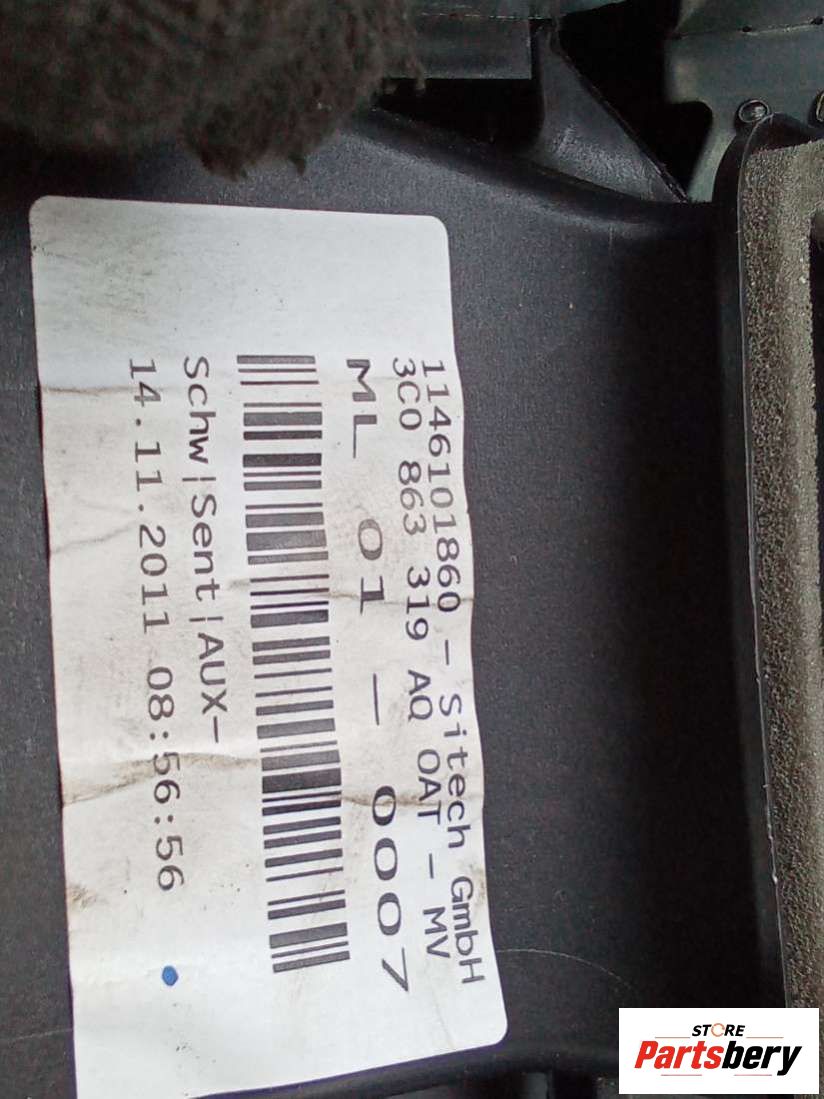 1146101860 - Sitech GmbH
3C0 863 319 AQ OAT - MV
ML 01 - 0007
Schw|Sent|AUX-
14.11.2011 08:56:56
STORE
Partsbery